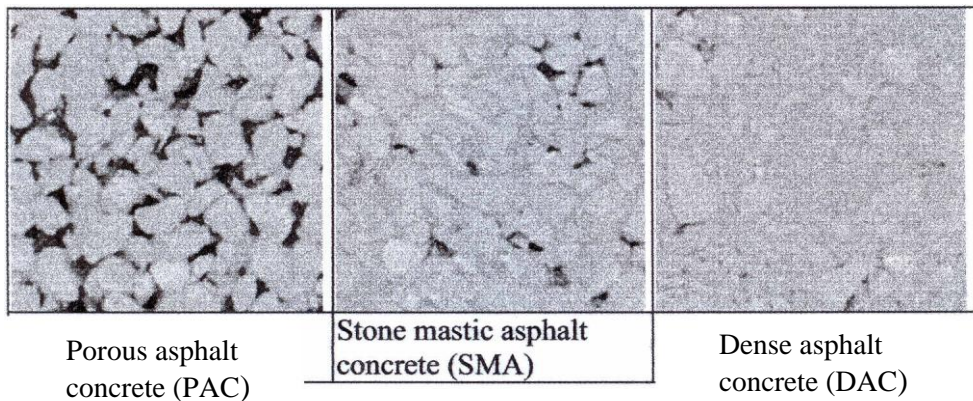 Porous asphalt
concrete (PAC)
Stone mastic asphalt
concrete (SMA)
Dense asphalt
concrete (DAC)